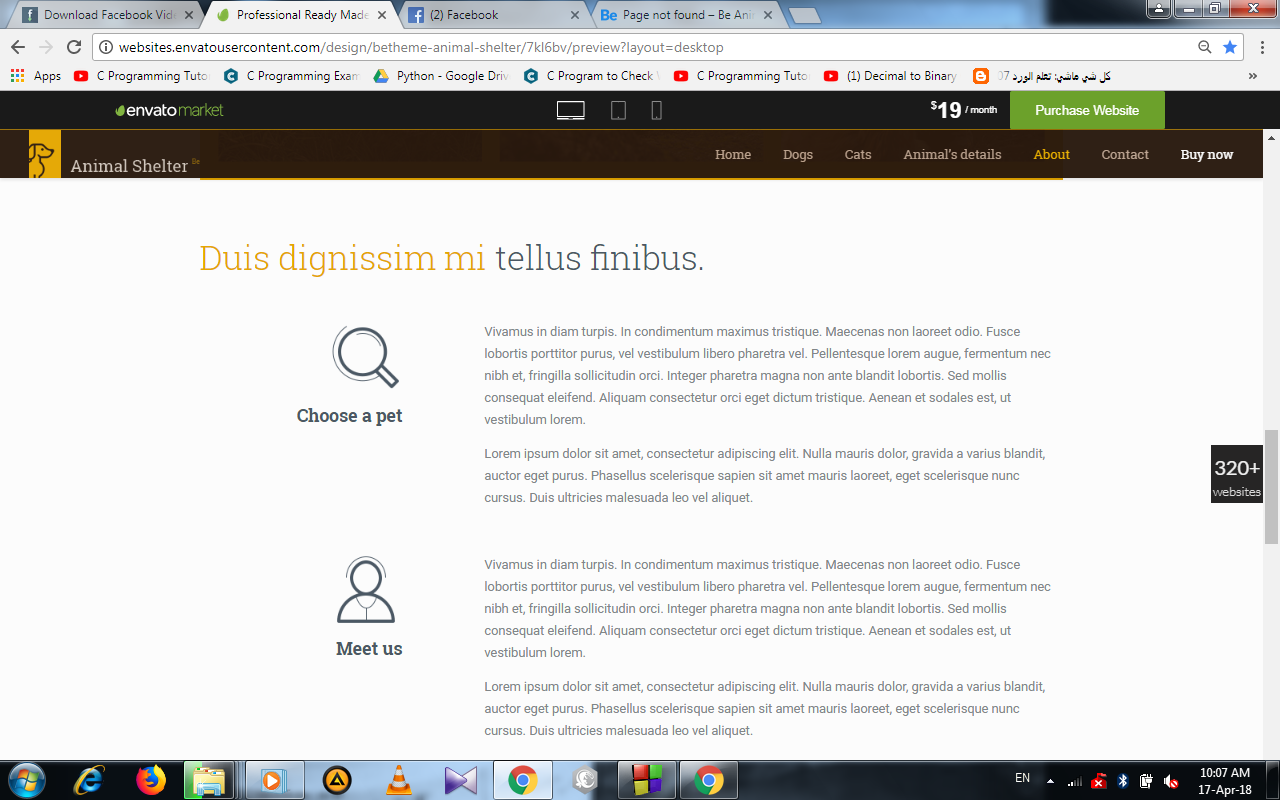 Download Facebook Vide
Professional Ready Made
(2) Facebook
Be Page not found – Be Ani
websites.envatousercontent.com/design/betheme-animal-shelter/7kl6bv/preview?layout=desktop
Apps C Programming Tuto C Programming Exam Python - Google Driv C Program to Check C Programming Tuto (1) Decimal to Binary كل شي هاشي: تعلم الورد 07 »
envato market $19 / month Purchase Website
Animal Shelter Be Home Dogs Cats Animal's details About Contact Buy now
Duis dignissim mi tellus finibus.
Choose a pet
Vivamus in diam turpis. In condimentum maximus tristique. Maecenas non laoreet odio. Fusce
lobortis porttitor purus, vel vestibulum libero pharetra vel. Pellentesque lorem augue, fermentum nec
nibh et, fringilla sollicitudin orci. Integer pharetra magna non ante blandit lobortis. Sed mollis
consequat eleifend. Aliquam consectetur orci eget dictum tristique. Aenean et sodales est, ut
vestibulum lorem.
Lorem ipsum dolor sit amet, consectetur adipiscing elit. Nulla mauris dolor, gravida a varius blandit,
auctor eget purus. Phasellus scelerisque sapien sit amet mauris laoreet, eget scelerisque nunc
cursus. Duis ultricies malesuada leo vel aliquet.
320+
websites
Meet us
Vivamus in diam turpis. In condimentum maximus tristique. Maecenas non laoreet odio. Fusce
lobortis porttitor purus, vel vestibulum libero pharetra vel. Pellentesque lorem augue, fermentum nec
nibh et, fringilla sollicitudin orci. Integer pharetra magna non ante blandit lobortis. Sed mollis
consequat eleifend. Aliquam consectetur orci eget dictum tristique. Aenean et sodales est, ut
vestibulum lorem.
Lorem ipsum dolor sit amet, consectetur adipiscing elit. Nulla mauris dolor, gravida a varius blandit,
auctor eget purus. Phasellus scelerisque sapien sit amet mauris laoreet, eget scelerisque nunc
cursus. Duis ultricies malesuada leo vel aliquet.
EN
10:07 AM
17-Apr-18